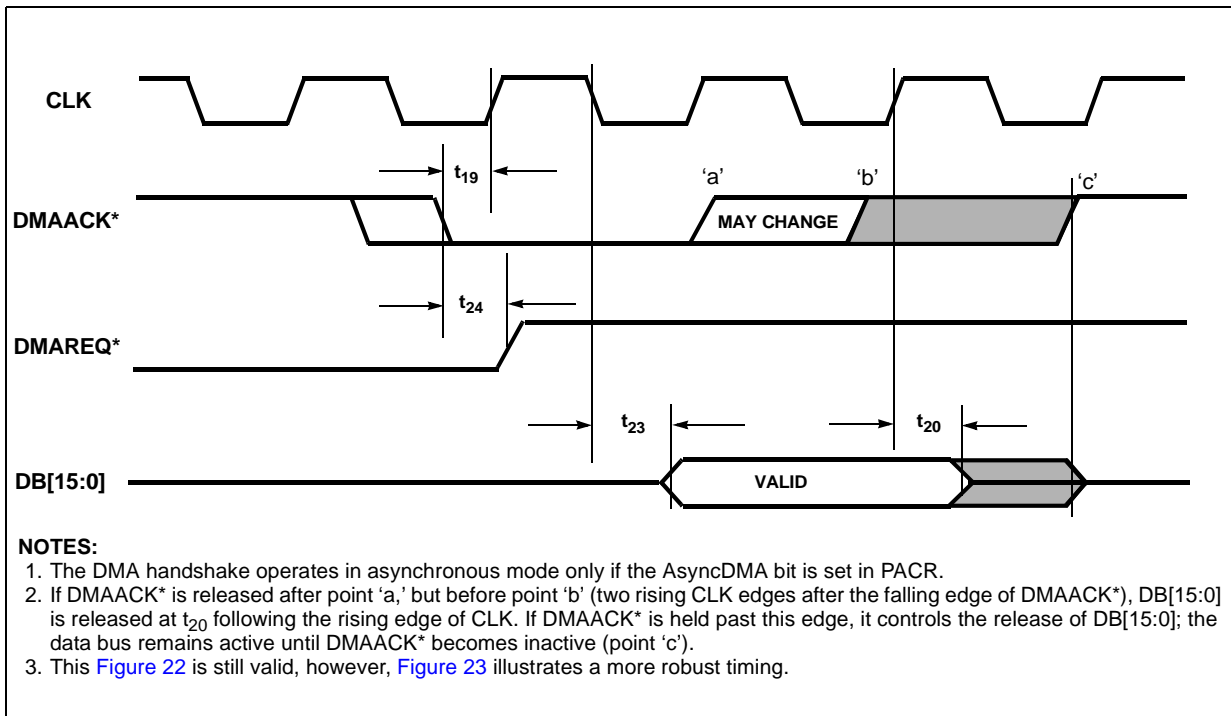 CLK
t19
'a'
'b'
'c'
DMAACK*
MAY CHANGE
t24
DMAREQ*
t23
t20
DB[15:0]
VALID
NOTES:
1. The DMA handshake operates in asynchronous mode only if the AsyncDMA bit is set in PACR.
2. If DMAACK* is released after point ‘a,’ but before point ‘b’ (two rising CLK edges after the falling edge of DMAACK*), DB[15:0]
is released at t20 following the rising edge of CLK. If DMAACK* is held past this edge, it controls the release of DB[15:0]; the
data bus remains active until DMAACK* becomes inactive (point ‘c’).
3. This Figure 22 is still valid, however, Figure 23 illustrates a more robust timing.